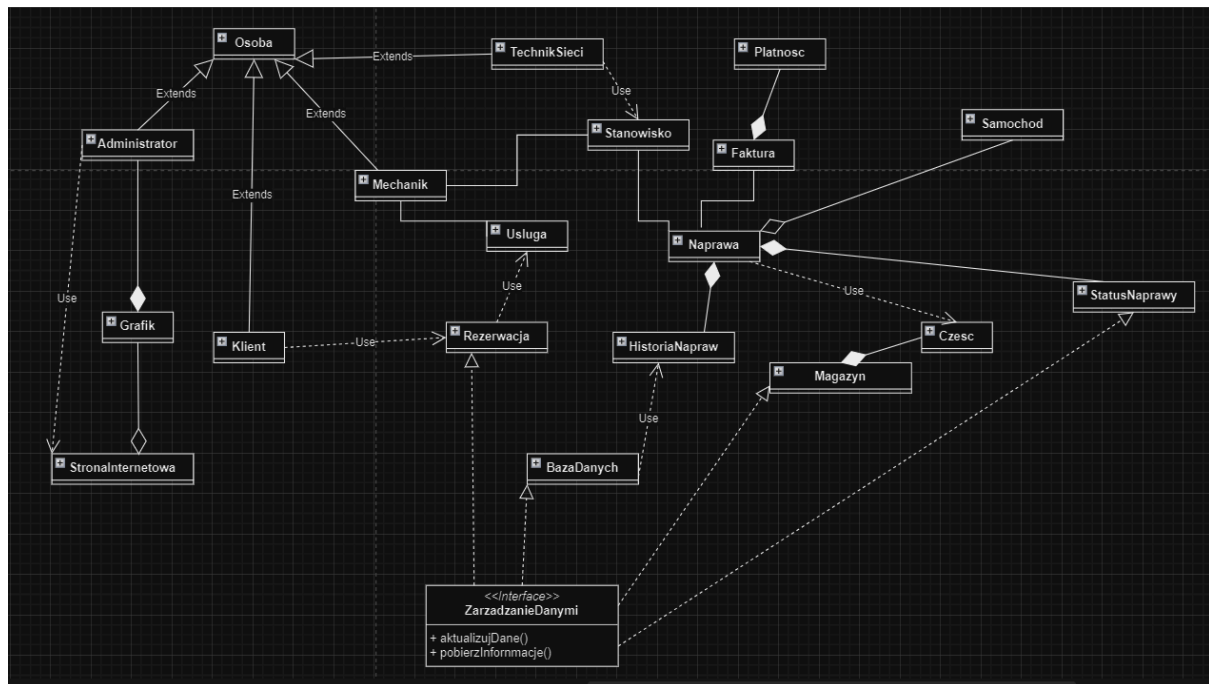 Osoba
TechnikSieci
Platnosc
Extends
Extends
Use
Extends
Samochod
Administrator
Stanowisko
Faktura
Mechanik
Extends
Usluga
Naprawa
Use
Use
Use
StatusNaprawy
Grafik
Klient
Use
Rezerwacja
HistoriaNapraw
Czesc
Magazyn
Use
StronaInternetowa
BazaDanych
<<Interface>>
ZarzadzanieDanymi
+ aktualizujDane()
+ pobierzInfornmacje()